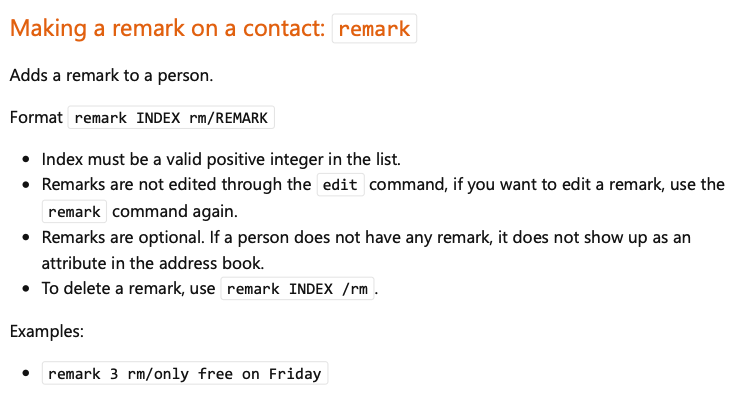 Making a remark on a contact: remark
Adds a remark to a person.
Format remark INDEX rm/REMARK
• Index must be a valid positive integer in the list.
• Remarks are not edited through the edit command, if you want to edit a remark, use the
remark command again.
• Remarks are optional. If a person does not have any remark, it does not show up as an
attribute in the address book.
• To delete a remark, use remark INDEX /rm.
Examples:
• remark 3 rm/only free on Friday